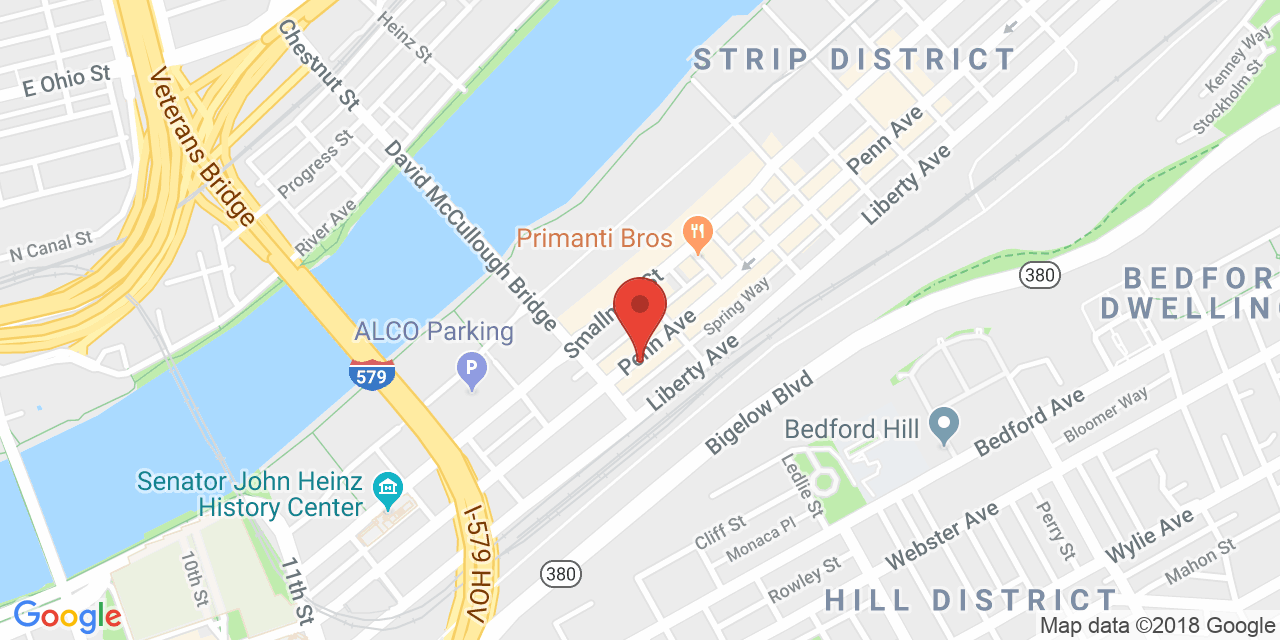 Heinz St
Chestnut St
E Ohio St
Veterans Bridge
Progress St
River Ave
N Canal St
David McCullough Bridge
STRIP DISTRICT
Kenney Way
Stockholm St
Penn Ave
Liberty Ave
Primanti Bros
380
BEDFOR
DWELLING
Spring Way
Penn Ave
Liberty Ave
ALCO Parking
P
579
Bigelow Blvd
Bedford Hill
Bedford Ave
Bloomer Way
Senator John Heinz
History Center
Ledlie St
Cliff St
Monaca Pl
Webster Ave
Perry St
Wylie Ave
Mahon St
Rowley St
I-579 HOV
10th St
11th St
380
HILL DISTRICT
Google
Map data ©2018 Google